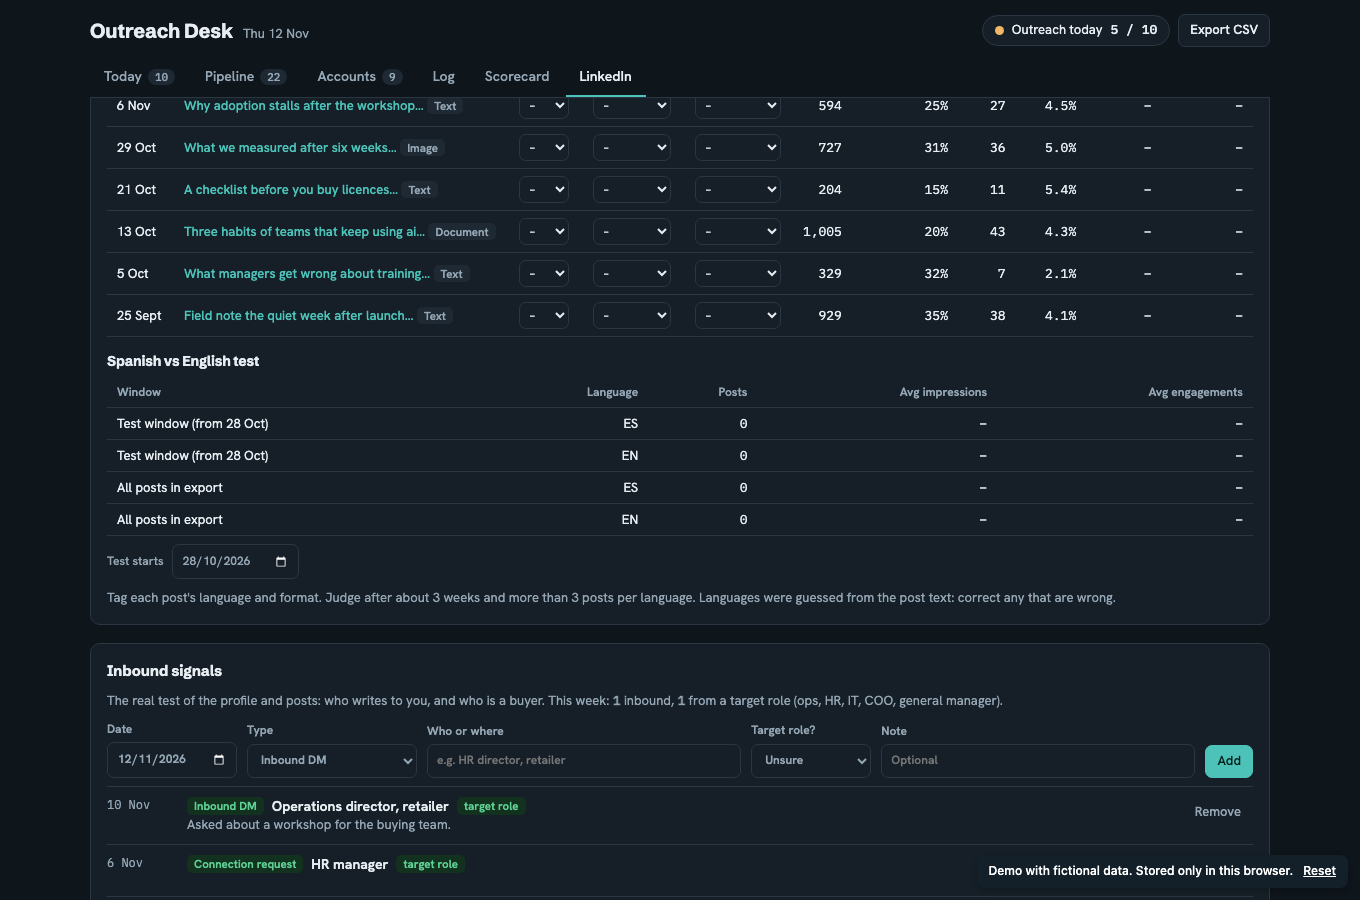 Outreach Desk Thu 12 Nov
Outreach today 5 / 10
Export CSV
Today 10 Pipeline 22 Accounts 9 Log Scorecard LinkedIn
6 Nov Why adoption stalls after the workshop... Text - - - 594 25% 27 4.5% – –
29 Oct What we measured after six weeks... Image - - - 727 31% 36 5.0% – –
21 Oct A checklist before you buy licences... Text - - - 204 15% 11 5.4% – –
13 Oct Three habits of teams that keep using ai... Document - - - 1,005 20% 43 4.3% – –
5 Oct What managers get wrong about training... Text - - - 329 32% 7 2.1% – –
25 Sept Field note the quiet week after launch... Text - - - 929 35% 38 4.1% – –
Spanish vs English test
Window Language Posts Avg impressions Avg engagements
Test window (from 28 Oct) ES 0 – –
Test window (from 28 Oct) EN 0 – –
All posts in export ES 0 – –
All posts in export EN 0 – –
Test starts 28/10/2026
Tag each post's language and format. Judge after about 3 weeks and more than 3 posts per language. Languages were guessed from the post text: correct any that are wrong.
Inbound signals
The real test of the profile and posts: who writes to you, and who is a buyer. This week: 1 inbound, 1 from a target role (ops, HR, IT, COO, general manager).
Date Type Who or where Target role? Note
12/11/2026 Inbound DM e.g. HR director, retailer Unsure Optional Add
10 Nov Inbound DM Operations director, retailer target role
Asked about a workshop for the buying team.
Remove
6 Nov Connection request HR manager target role
Demo with fictional data. Stored only in this browser. Reset